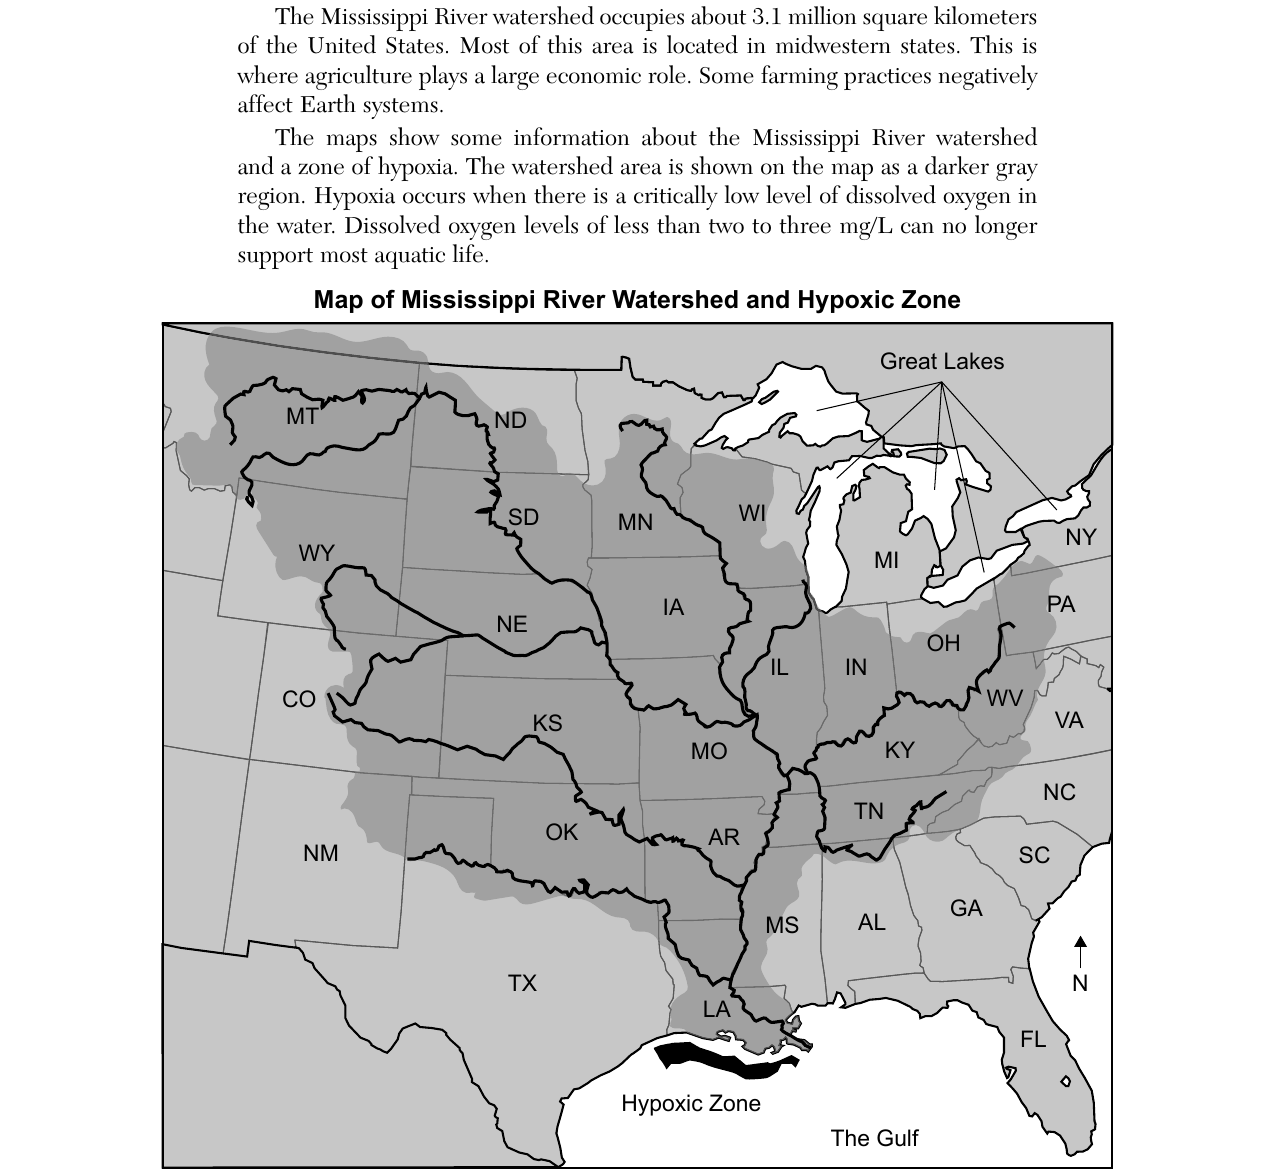 The Mississippi River watershed occupies about 3.1 million square kilometers
of the United States. Most of this area is located in midwestern states. This is
where agriculture plays a large economic role. Some farming practices negatively
affect Earth systems.
The maps show some information about the Mississippi River watershed
and a zone of hypoxia. The watershed area is shown on the map as a darker gray
region. Hypoxia occurs when there is a critically low level of dissolved oxygen in
the water. Dissolved oxygen levels of less than two to three mg/L can no longer
support most aquatic life.
Map of Mississippi River Watershed and Hypoxic Zone
Great Lakes
MT
ND
SD
MN
WI
NY
WY
MI
NE
IA
PA
OH
IL
IN
CO
WV
VA
KS
MO
KY
NC
OK
AR
TN
NM
SC
GA
MS
AL
TX
N
LA
FL
Hypoxic Zone
The Gulf